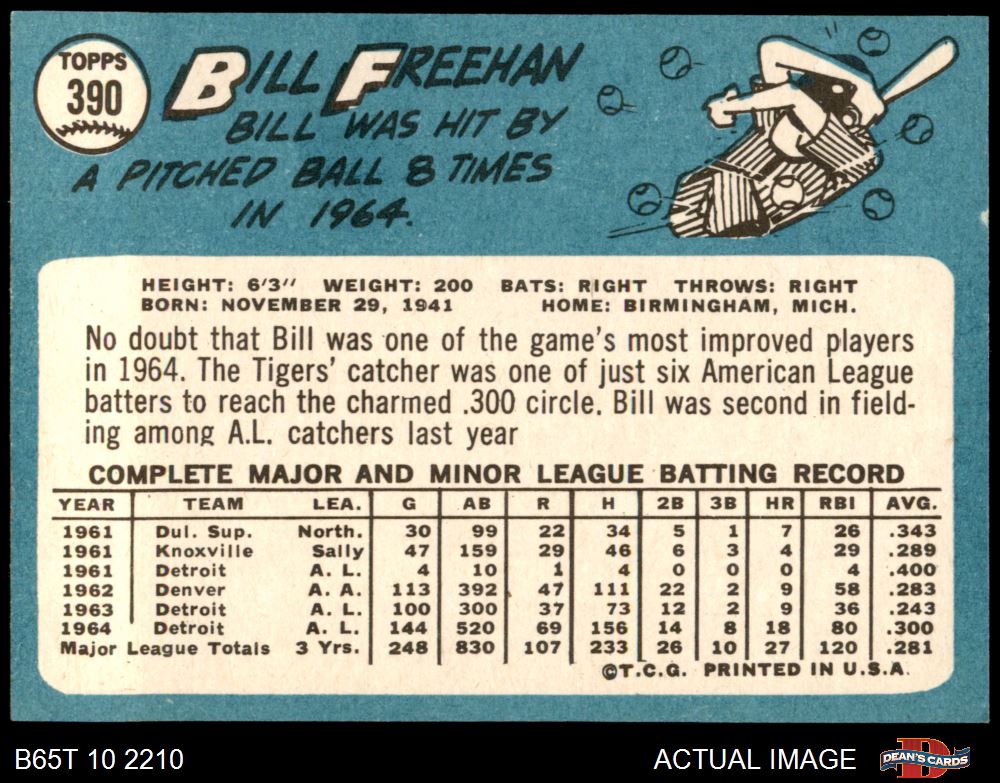 TOPPS
390
BILL FREEHAN
BILL WAS HIT BY
A PITCHED BALL 8 TIMES
IN 1964.
HEIGHT: 6'3" WEIGHT: 200 BATS: RIGHT THROWS: RIGHT
BORN: NOVEMBER 29, 1941 HOME: BIRMINGHAM, MICH.
No doubt that Bill was one of the game's most improved players
in 1964. The Tigers' catcher was one of just six American League
batters to reach the charmed .300 circle. Bill was second in field-
ing among A.L. catchers last year
COMPLETE MAJOR AND MINOR LEAGUE BATTING RECORD
YEAR TEAM LEA. G AB R H 2B 3B HR RBI AVG.
1961 Dul. Sup. North. 30 99 22 34 5 1 7 26 .343
1961 Knoxville Sally 47 159 29 46 6 3 4 29 .289
1961 Detroit A. L. 4 10 1 4 0 0 0 4 .400
1962 Denver A. A. 113 392 47 111 22 2 9 58 .283
1963 Detroit A. L. 100 300 37 73 12 2 9 36 .243
1964 Detroit A. L. 144 520 69 156 14 8 18 80 .300
Major League Totals 3 Yrs. 248 830 107 233 26 10 27 120 .281
©T.C.G. PRINTED IN U.S.A.
B65T 10 2210 ACTUAL IMAGE DEAN'S CARDS